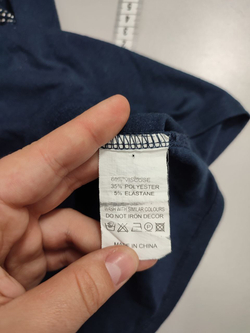 35% POLYESTER
5% ELASTANE
WASH WITH SIMILAR COLOURS
DO NOT IRON DECOR
MADE IN CHINA